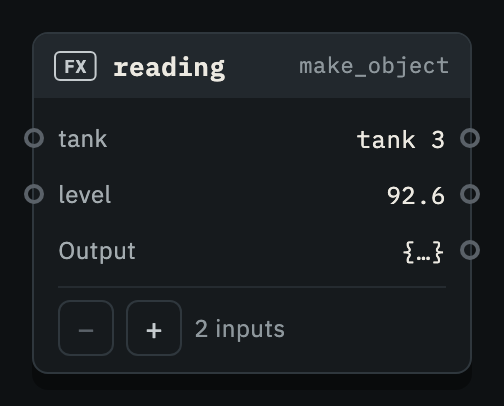 FX reading make_object
tank tank 3
level 92.6
Output {…}
− + 2 inputs